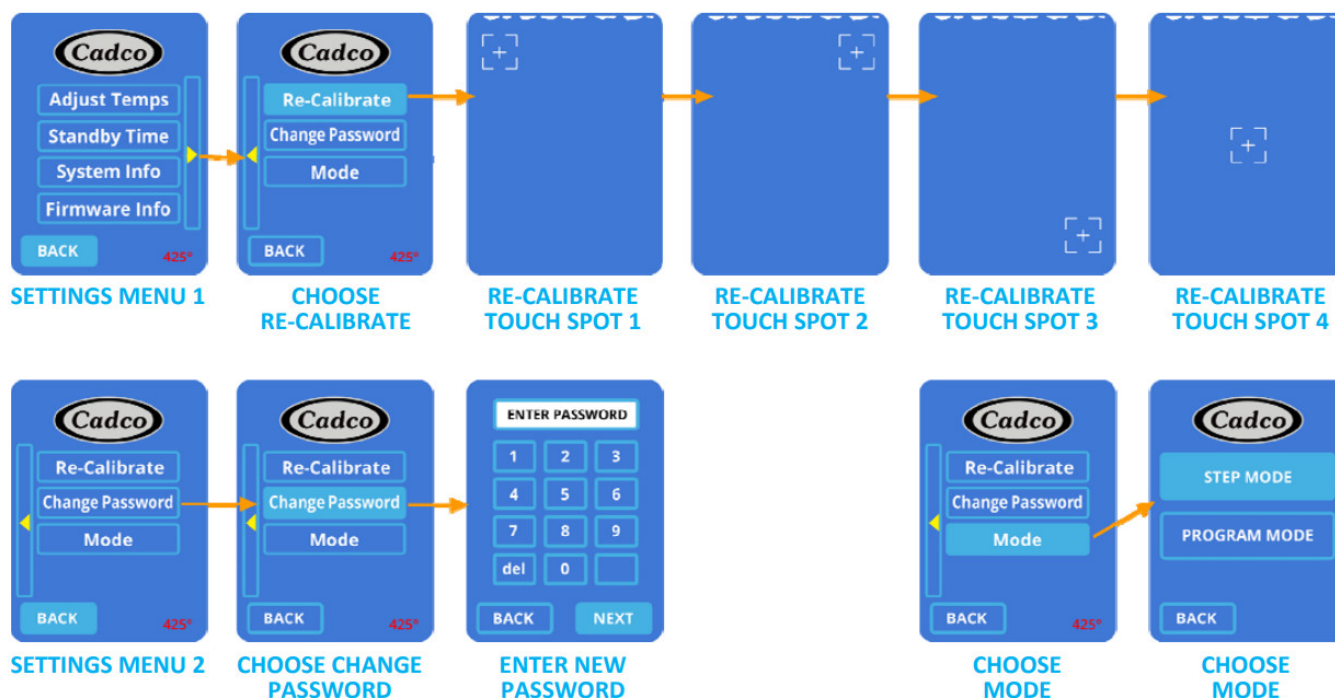 Cadco
Adjust Temps
Standby Time
System Info
Firmware Info
BACK
425°
SETTINGS MENU 1
Cadco
Re-Calibrate
Change Password
Mode
BACK
425°
CHOOSE
RE-CALIBRATE
RE-CALIBRATE
TOUCH SPOT 1
RE-CALIBRATE
TOUCH SPOT 2
RE-CALIBRATE
TOUCH SPOT 3
RE-CALIBRATE
TOUCH SPOT 4
Cadco
Re-Calibrate
Change Password
Mode
BACK
425°
SETTINGS MENU 2
Cadco
Re-Calibrate
Change Password
Mode
BACK
425°
CHOOSE CHANGE
PASSWORD
ENTER PASSWORD
1 2 3
4 5 6
7 8 9
del 0
BACK NEXT
ENTER NEW
PASSWORD
Cadco
Re-Calibrate
Change Password
Mode
BACK
425°
CHOOSE
MODE
Cadco
STEP MODE
PROGRAM MODE
BACK
CHOOSE
MODE